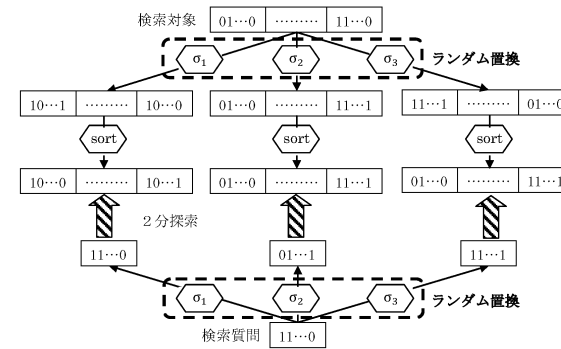 検索対象 01…0 ……… 11…0
σ1 σ2 σ3 ランダム置換
10…1 ……… 10…0 01…0 ……… 11…1 11…1 ……… 01…0
sort sort sort
10…0 ……… 10…1 01…0 ……… 11…1 01…0 ……… 11…1
２分探索
11…0 01…1 11…1
σ1 σ2 σ3 ランダム置換
検索質問 11…0